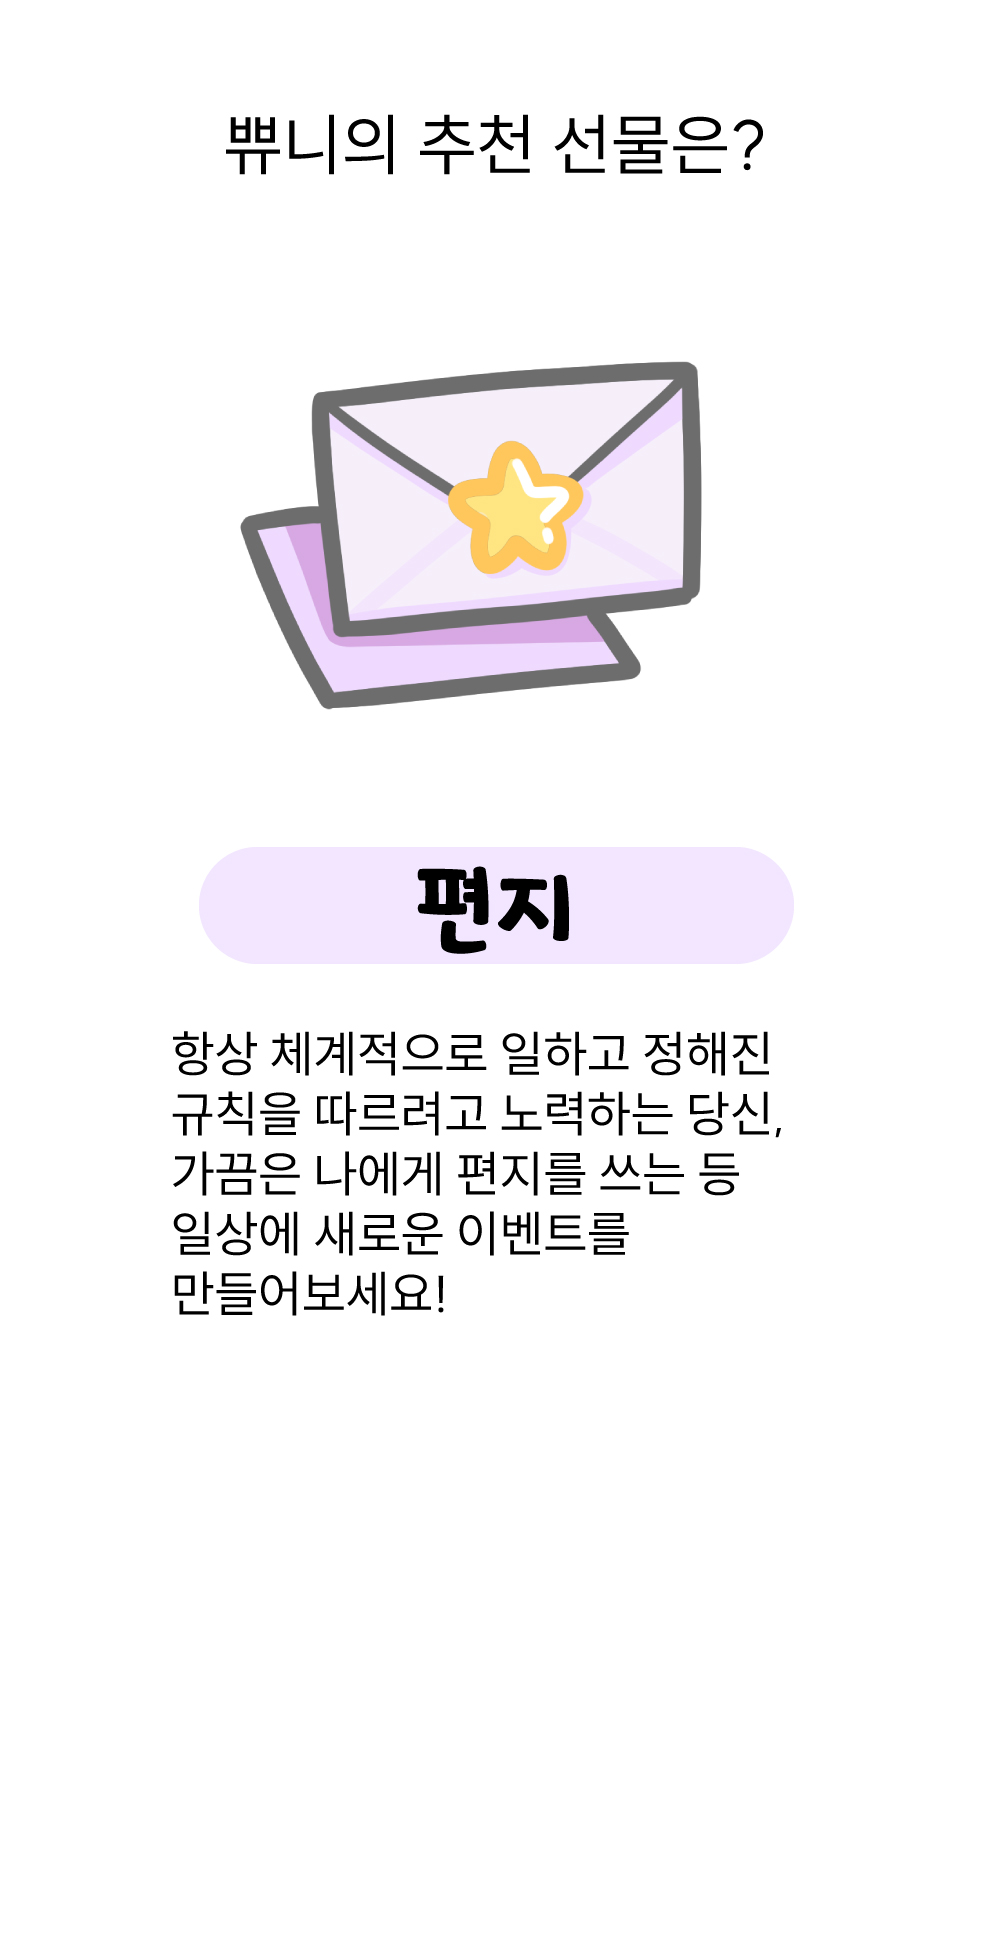 쀼니의 추천 선물은?
편지
항상 체계적으로 일하고 정해진
규칙을 따르려고 노력하는 당신,
가끔은 나에게 편지를 쓰는 등
일상에 새로운 이벤트를
만들어보세요!